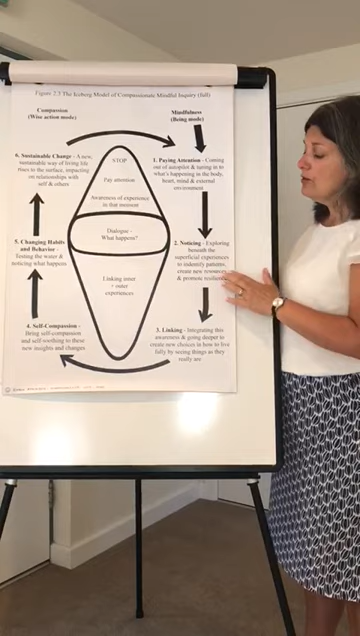 Figure 2.5 The Iceberg Model of Compassionate Mindful Inquiry (full)
Compassion
(Wise action mode)
Mindfulness
(Being mode)
6. Sustainable Change - A new,
sustainable way of living life
rises to the surface, impacting
on relationships with
self & others
STOP
Pay attention
Awareness of experience
in that moment
1. Paying Attention - Coming
out of autopilot & tuning in to
what's happening in the body,
heart, mind & external
environment
5. Changing Habits
and Behavior -
Testing the water &
noticing what happens
Dialogue -
What happens?
2. Noticing - Exploring
beneath the
superficial experiences
to indentify patterns,
create new resources
& promote resilience
Linking inner
+ outer
experiences
4. Self-Compassion -
Bring self-compassion
and self-soothing to these
new insights and changes
3. Linking - Integrating this
awareness & going deeper to
create new choices in how to live
fully by seeing things as they
really are